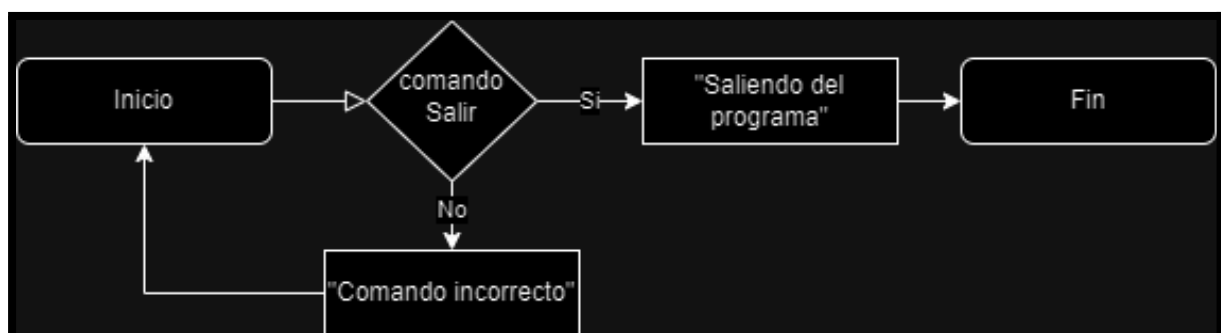 Inicio
comando
Salir
Si
"Saliendo del
programa"
Fin
No
"Comando incorrecto"